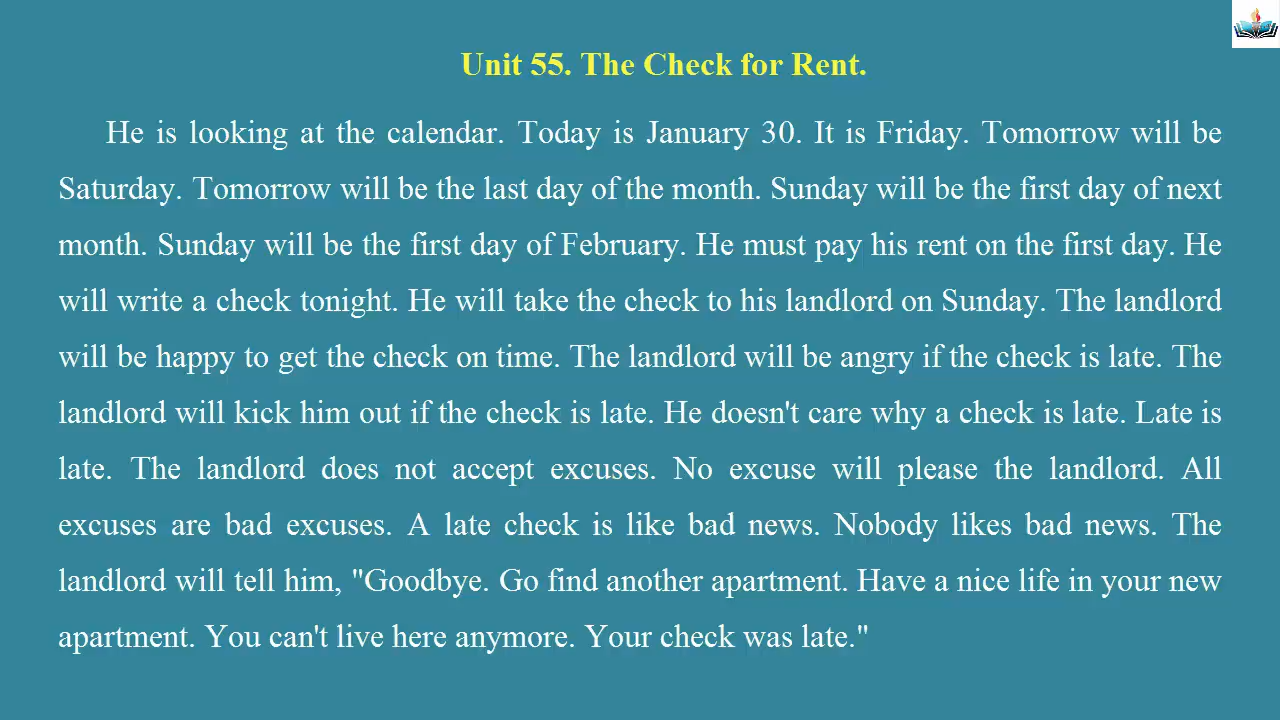 Unit 55. The Check for Rent.
He is looking at the calendar. Today is January 30. It is Friday. Tomorrow will be
Saturday. Tomorrow will be the last day of the month. Sunday will be the first day of next
month. Sunday will be the first day of February. He must pay his rent on the first day. He
will write a check tonight. He will take the check to his landlord on Sunday. The landlord
will be happy to get the check on time. The landlord will be angry if the check is late. The
landlord will kick him out if the check is late. He doesn't care why a check is late. Late is
late. The landlord does not accept excuses. No excuse will please the landlord. All
excuses are bad excuses. A late check is like bad news. Nobody likes bad news. The
landlord will tell him, "Goodbye. Go find another apartment. Have a nice life in your new
apartment. You can't live here anymore. Your check was late."